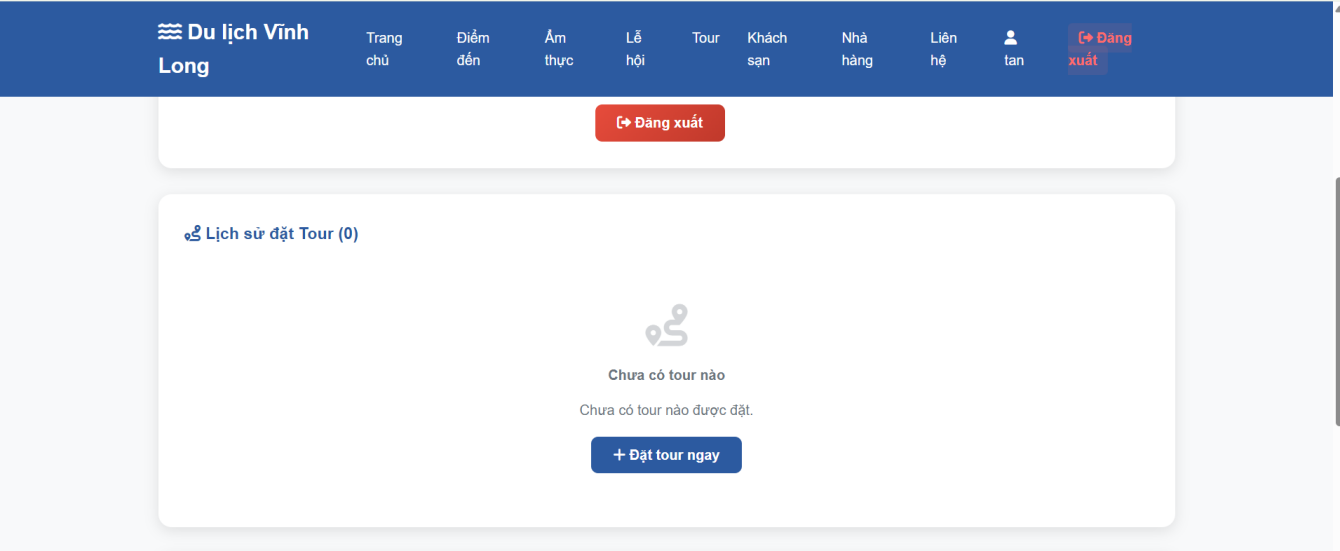 Du lịch Vĩnh
Long
Trang
chủ
Điểm
đến
Ẩm
thực
Lễ
hội
Tour
Khách
sạn
Nhà
hàng
Liên
hệ
tan
Đăng
xuất
Đăng xuất
Lịch sử đặt Tour (0)
Chưa có tour nào
Chưa có tour nào được đặt.
+ Đặt tour ngay